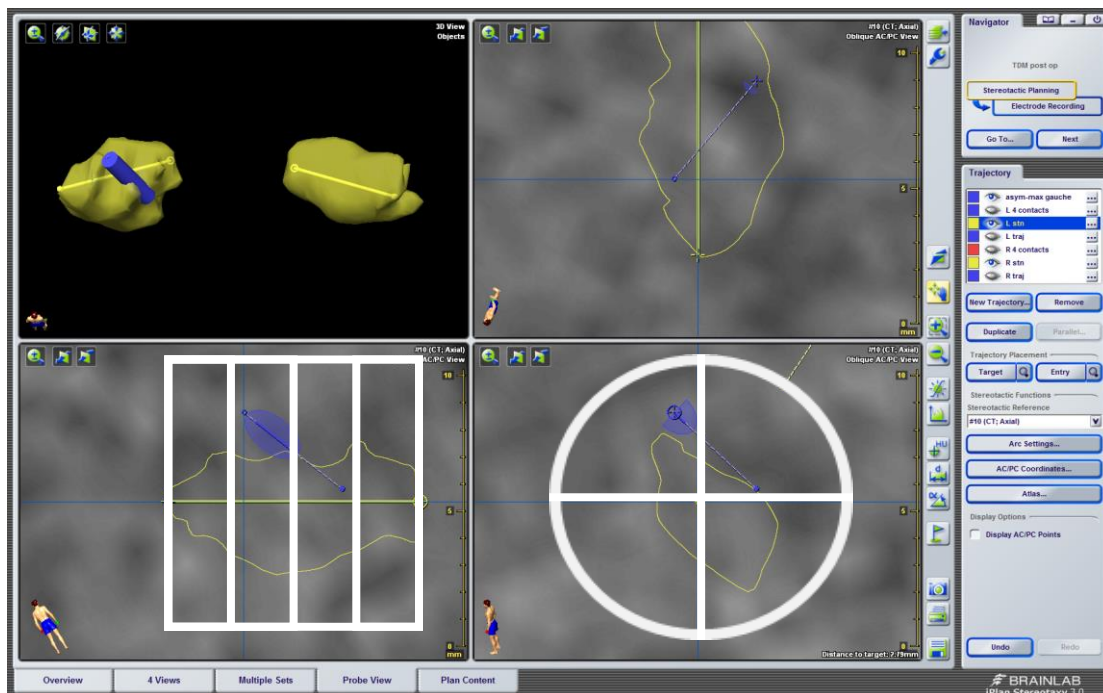 3D View
Objects
#10 (CT; Axial)
Oblique AC/PC View
10
5
0
mm
#10 (CT; Axial)
AC/PC View
10
5
0
mm
#10 (CT; Axial)
Oblique AC/PC View
10
5
0
mm
Distance to target: 7.79mm
HU
d
Navigator
TDM post op
Stereotactic Planning
Electrode Recording
Go To...
Next
Trajectory
asym-max gauche
L 4 contacts
L stn
L traj
R 4 contacts
R stn
R traj
New Trajectory...
Remove
Duplicate
Parallel...
Trajectory Placement
Target
Entry
Stereotactic Functions
Stereotactic Reference
#10 (CT; Axial)
Arc Settings...
AC/PC Coordinates...
Atlas...
Display Options
Display AC/PC Points
Undo
Redo
Overview
4 Views
Multiple Sets
Probe View
Plan Content
BRAINLAB
iPlan Stereotaxy 3.0